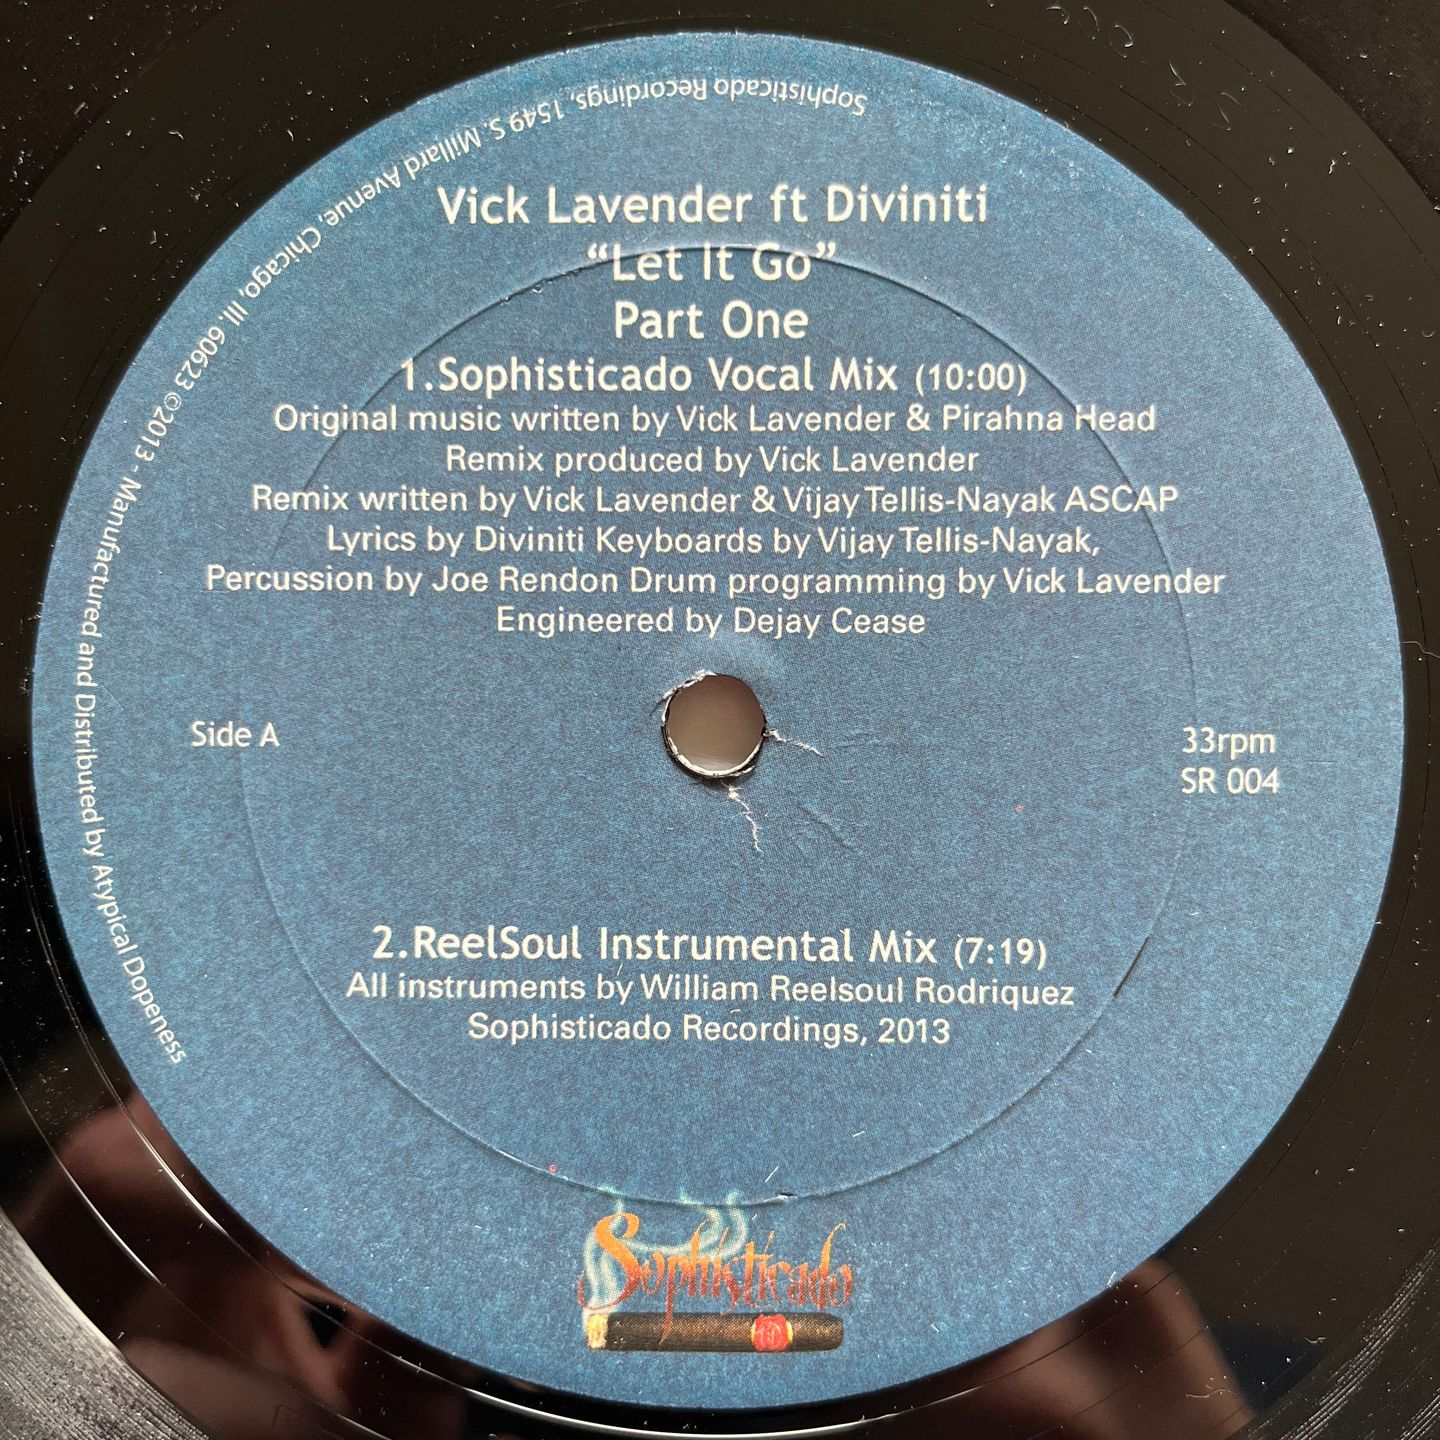 Sophisticado Recordings, 1549 S. Millard Avenue, Chicago, Ill. 60623 ©2013 - Manufactured and Distributed by Atypical Dopeness
Vick Lavender ft Diviniti
“Let It Go”
Part One
1.Sophisticado Vocal Mix (10:00)
Original music written by Vick Lavender & Pirahna Head
Remix produced by Vick Lavender
Remix written by Vick Lavender & Vijay Tellis-Nayak ASCAP
Lyrics by Diviniti Keyboards by Vijay Tellis-Nayak,
Percussion by Joe Rendon Drum programming by Vick Lavender
Engineered by Dejay Cease
Side A
33rpm
SR 004
2.ReelSoul Instrumental Mix (7:19)
All instruments by William Reelsoul Rodriquez
Sophisticado Recordings, 2013
Sophisticado